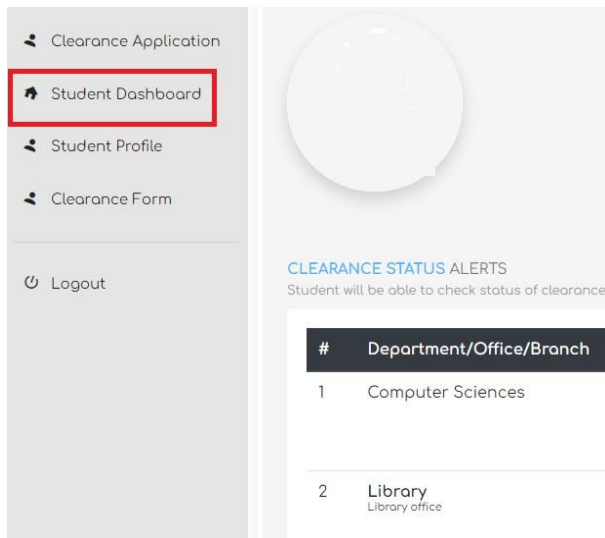 Clearance Application
Student Dashboard
Student Profile
Clearance Form
Logout
CLEARANCE STATUS ALERTS
Student will be able to check status of clearance
# Department/Office/Branch
1 Computer Sciences
2 Library
Library office